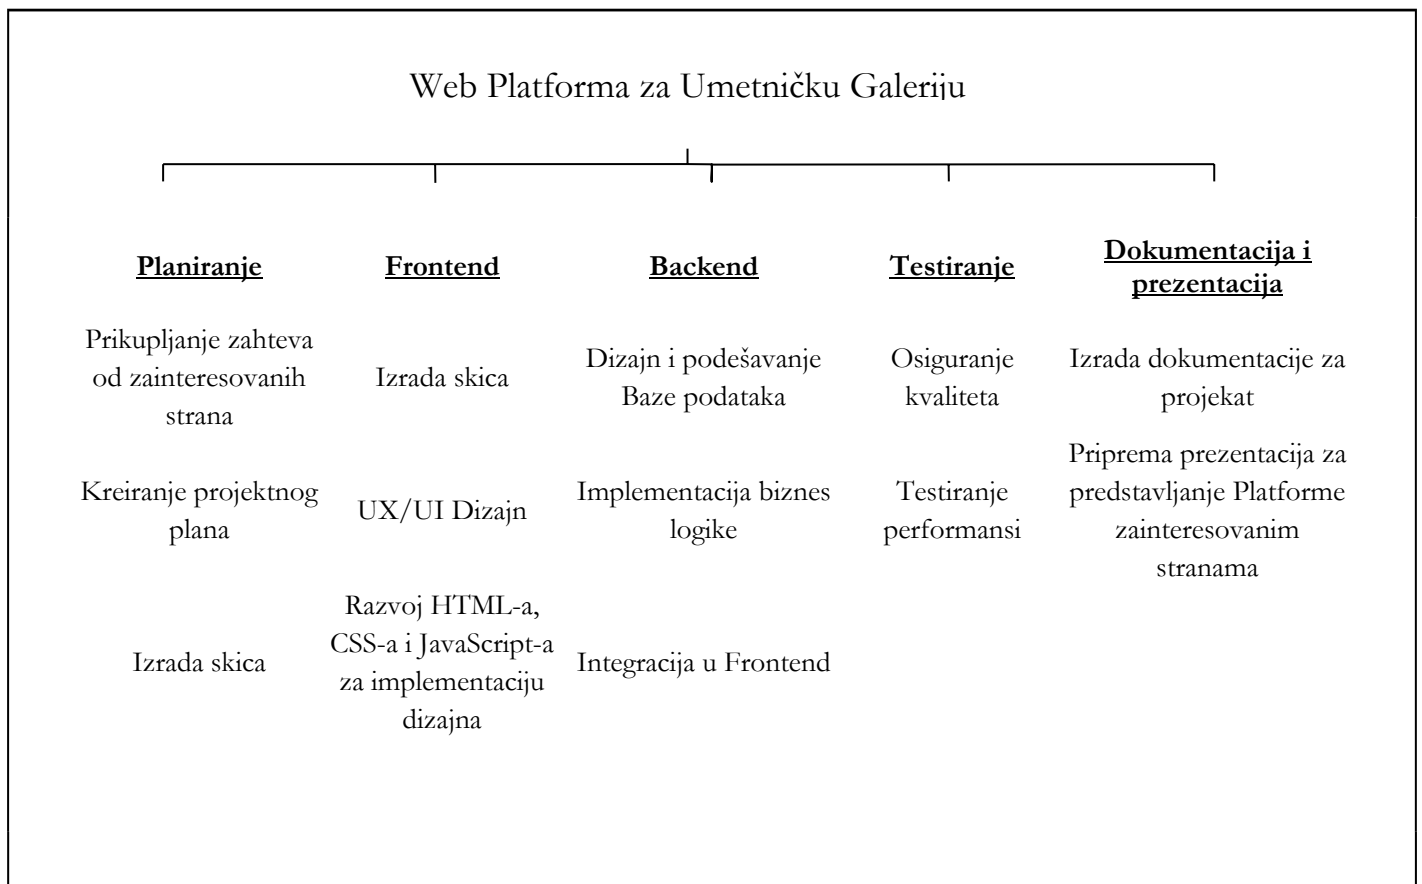 Web Platforma za Umetničku Galeriju
Planiranje
Prikupljanje zahteva
od zainteresovanih
strana
Kreiranje projektnog
plana
Izrada skica
Frontend
Izrada skica
UX/UI Dizajn
Razvoj HTML-a,
CSS-a i JavaScript-a
za implementaciju
dizajna
Backend
Dizajn i podešavanje
Baze podataka
Implementacija biznes
logike
Integracija u Frontend
Testiranje
Osiguranje
kvaliteta
Testiranje
performansi
Dokumentacija i
prezentacija
Izrada dokumentacije za
projekat
Priprema prezentacija za
predstavljanje Platforme
zainteresovanim
stranama